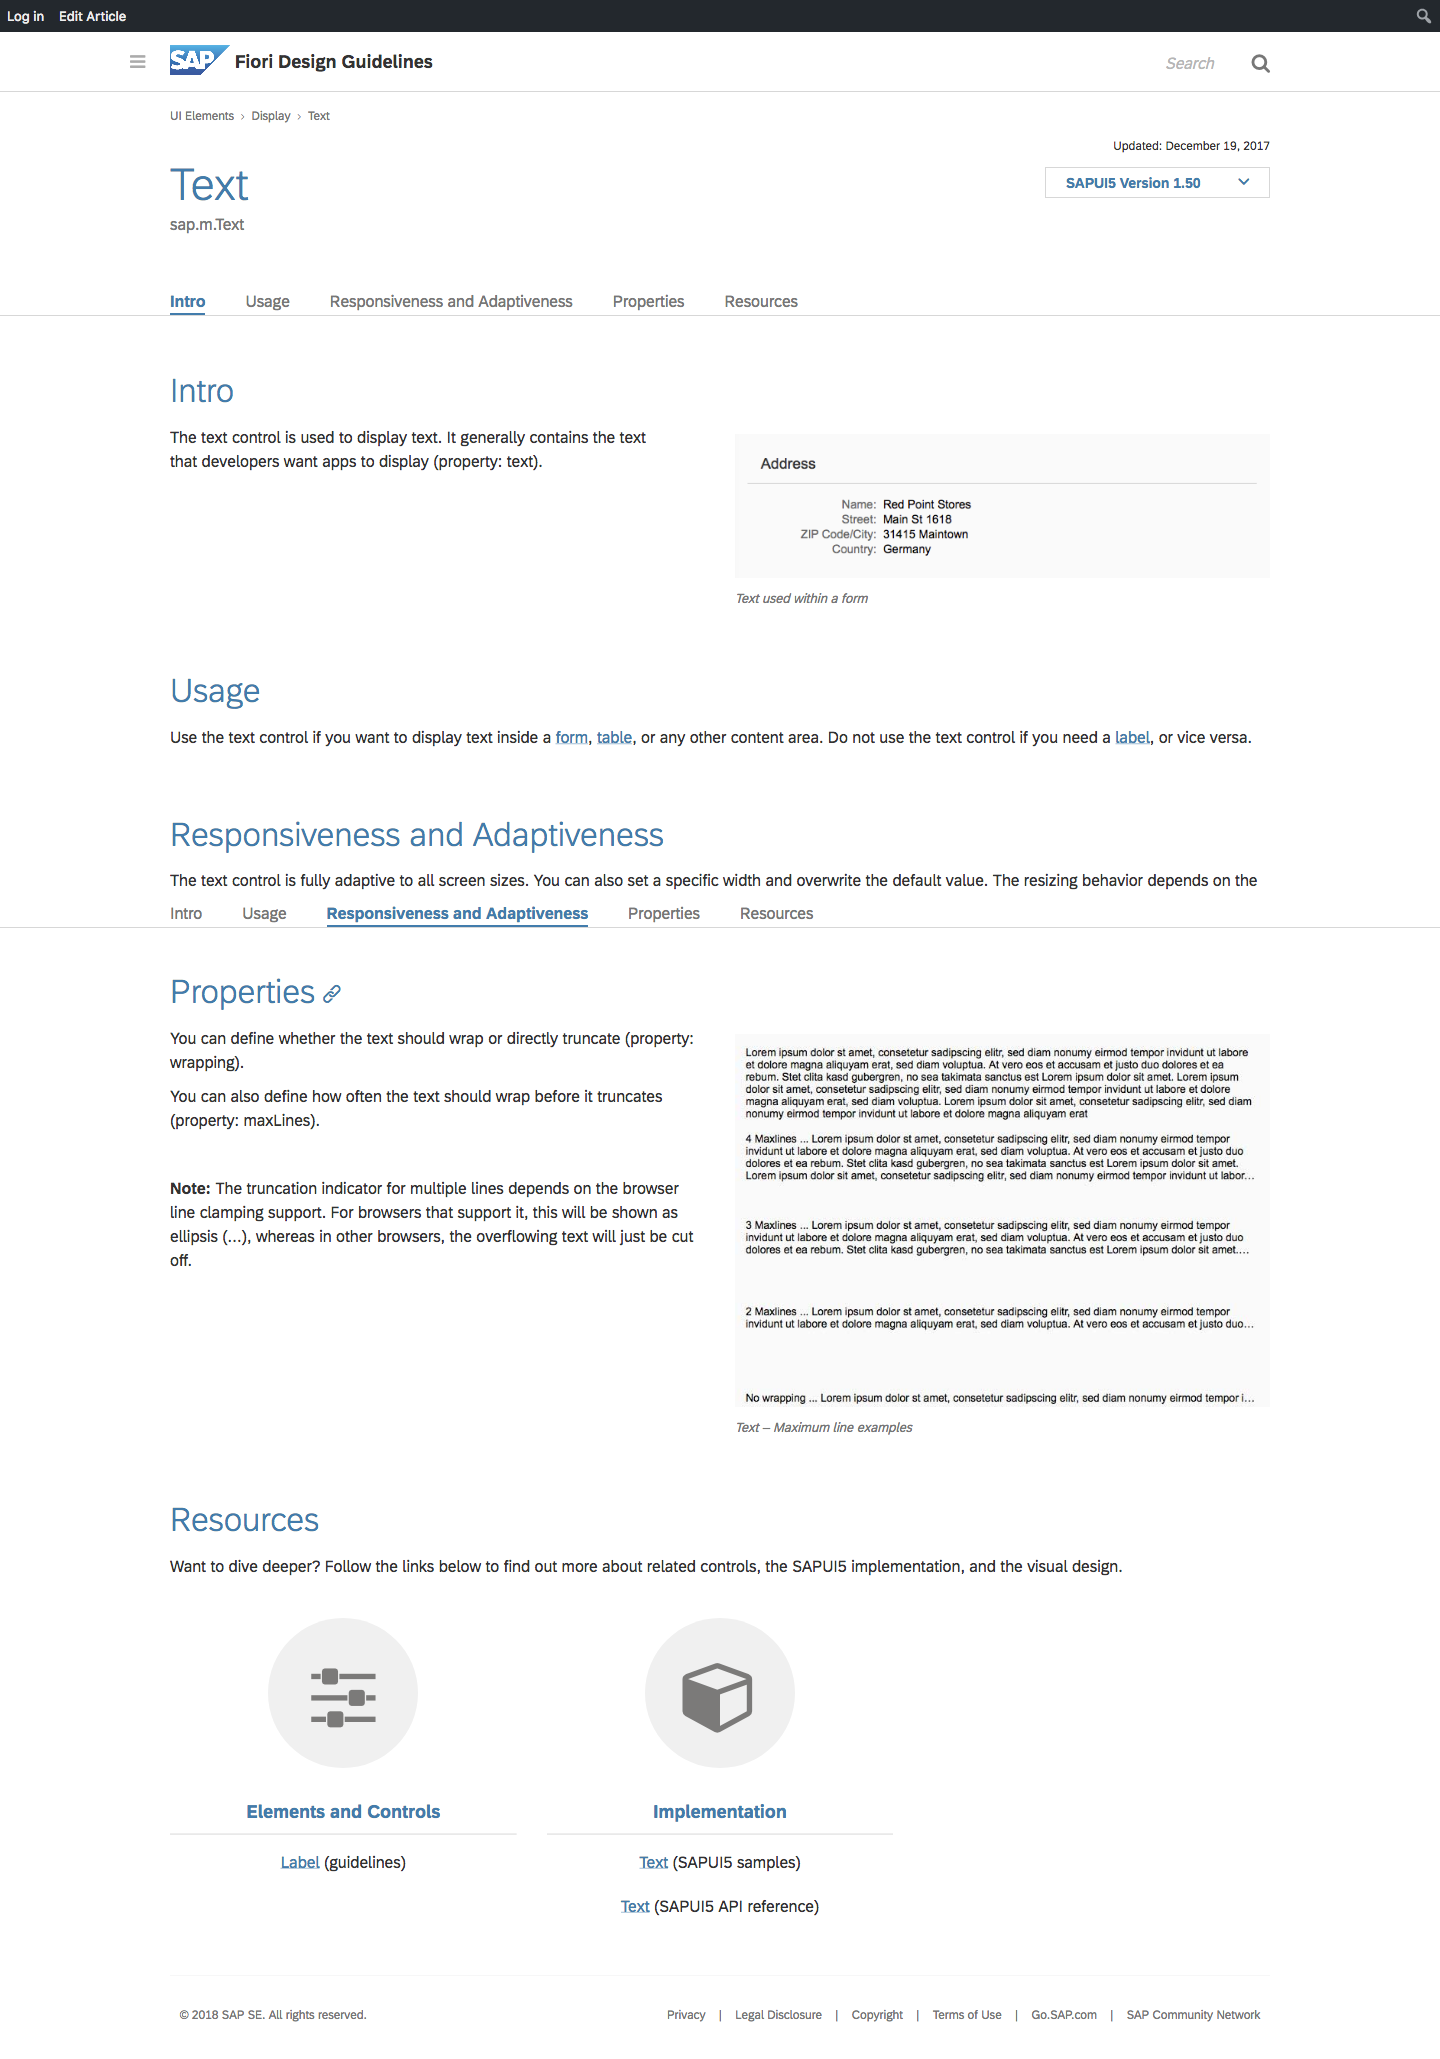 Log in Edit Article
SAP Fiori Design Guidelines Search
UI Elements › Display › Text
Updated: December 19, 2017
Text
SAPUI5 Version 1.50
sap.m.Text
Intro Usage Responsiveness and Adaptiveness Properties Resources
Intro
The text control is used to display text. It generally contains the text
that developers want apps to display (property: text).
Address
Name: Red Point Stores
Street: Main St 1618
ZIP Code/City: 31415 Maintown
Country: Germany
Text used within a form
Usage
Use the text control if you want to display text inside a form, table, or any other content area. Do not use the text control if you need a label, or vice versa.
Responsiveness and Adaptiveness
The text control is fully adaptive to all screen sizes. You can also set a specific width and overwrite the default value. The resizing behavior depends on the
Intro Usage Responsiveness and Adaptiveness Properties Resources
Properties
You can define whether the text should wrap or directly truncate (property:
wrapping).
You can also define how often the text should wrap before it truncates
(property: maxLines).
Note: The truncation indicator for multiple lines depends on the browser
line clamping support. For browsers that support it, this will be shown as
ellipsis (...), whereas in other browsers, the overflowing text will just be cut
off.
Lorem ipsum dolor st amet, consetetur sadipscing elitr, sed diam nonumy eirmod tempor invidunt ut labore
et dolore magna aliquyam erat, sed diam voluptua. At vero eos et accusam et justo duo dolores et ea
rebum. Stet clita kasd gubergren, no sea takimata sanctus est Lorem ipsum dolor sit amet. Lorem ipsum
dolor sit amet, consetetur sadipscing elitr, sed diam nonumy eirmod tempor invidunt ut labore et dolore
magna aliquyam erat, sed diam voluptua. Lorem ipsum dolor sit amet, consetetur sadipscing elitr, sed diam
nonumy eirmod tempor invidunt ut labore et dolore magna aliquyam erat
4 Maxlines ... Lorem ipsum dolor st amet, consetetur sadipscing elitr, sed diam nonumy eirmod tempor
invidunt ut labore et dolore magna aliquyam erat, sed diam voluptua. At vero eos et accusam et justo duo
dolores et ea rebum. Stet clita kasd gubergren, no sea takimata sanctus est Lorem ipsum dolor sit amet.
Lorem ipsum dolor sit amet, consetetur sadipscing elitr, sed diam nonumy eirmod tempor invidunt ut labor...
3 Maxlines ... Lorem ipsum dolor st amet, consetetur sadipscing elitr, sed diam nonumy eirmod tempor
invidunt ut labore et dolore magna aliquyam erat, sed diam voluptua. At vero eos et accusam et justo duo
dolores et ea rebum. Stet clita kasd gubergren, no sea takimata sanctus est Lorem ipsum dolor sit amet....
2 Maxlines ... Lorem ipsum dolor st amet, consetetur sadipscing elitr, sed diam nonumy eirmod tempor
invidunt ut labore et dolore magna aliquyam erat, sed diam voluptua. At vero eos et accusam et justo duo...
No wrapping ... Lorem ipsum dolor st amet, consetetur sadipscing elitr, sed diam nonumy eirmod tempor i...
Text – Maximum line examples
Resources
Want to dive deeper? Follow the links below to find out more about related controls, the SAPUI5 implementation, and the visual design.
Elements and Controls
Label (guidelines)
Implementation
Text (SAPUI5 samples)
Text (SAPUI5 API reference)
© 2018 SAP SE. All rights reserved. Privacy | Legal Disclosure | Copyright | Terms of Use | Go.SAP.com | SAP Community Network